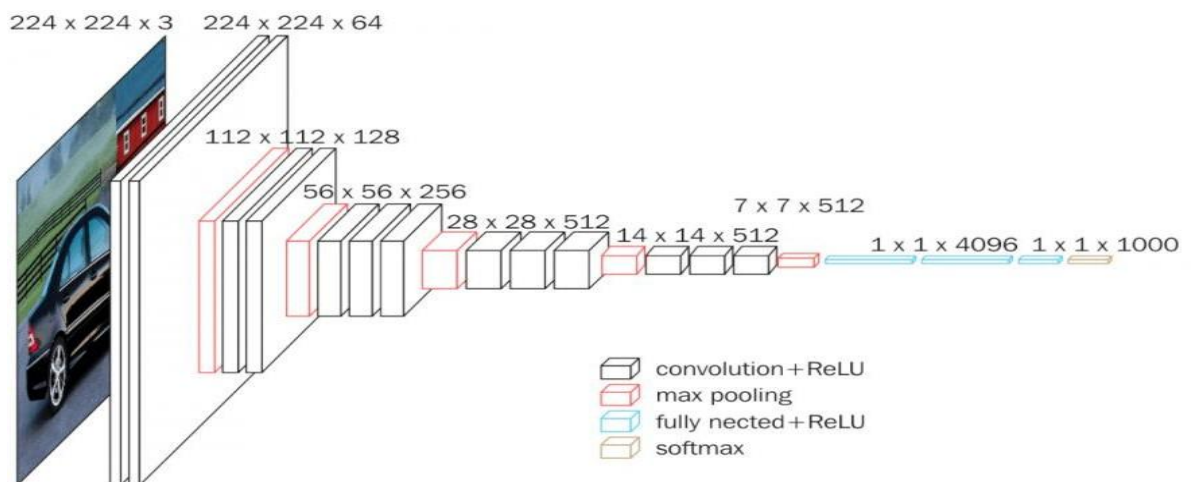 224 x 224 x 3
224 x 224 x 64
112 x 112 x 128
56 x 56 x 256
28 x 28 x 512
14 x 14 x 512
7 x 7 x 512
1 x 1 x 4096
1 x 1 x 1000
convolution+ReLU
max pooling
fully nected+ReLU
softmax